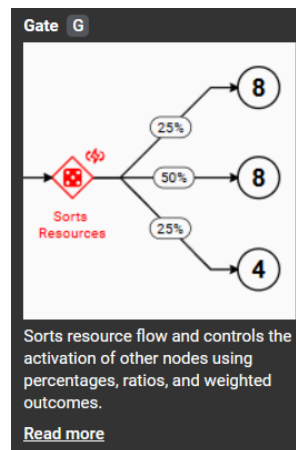 Gate G
8
25%
50%
8
Sorts
Resources
25%
4
Sorts resource flow and controls the
activation of other nodes using
percentages, ratios, and weighted
outcomes.
Read more